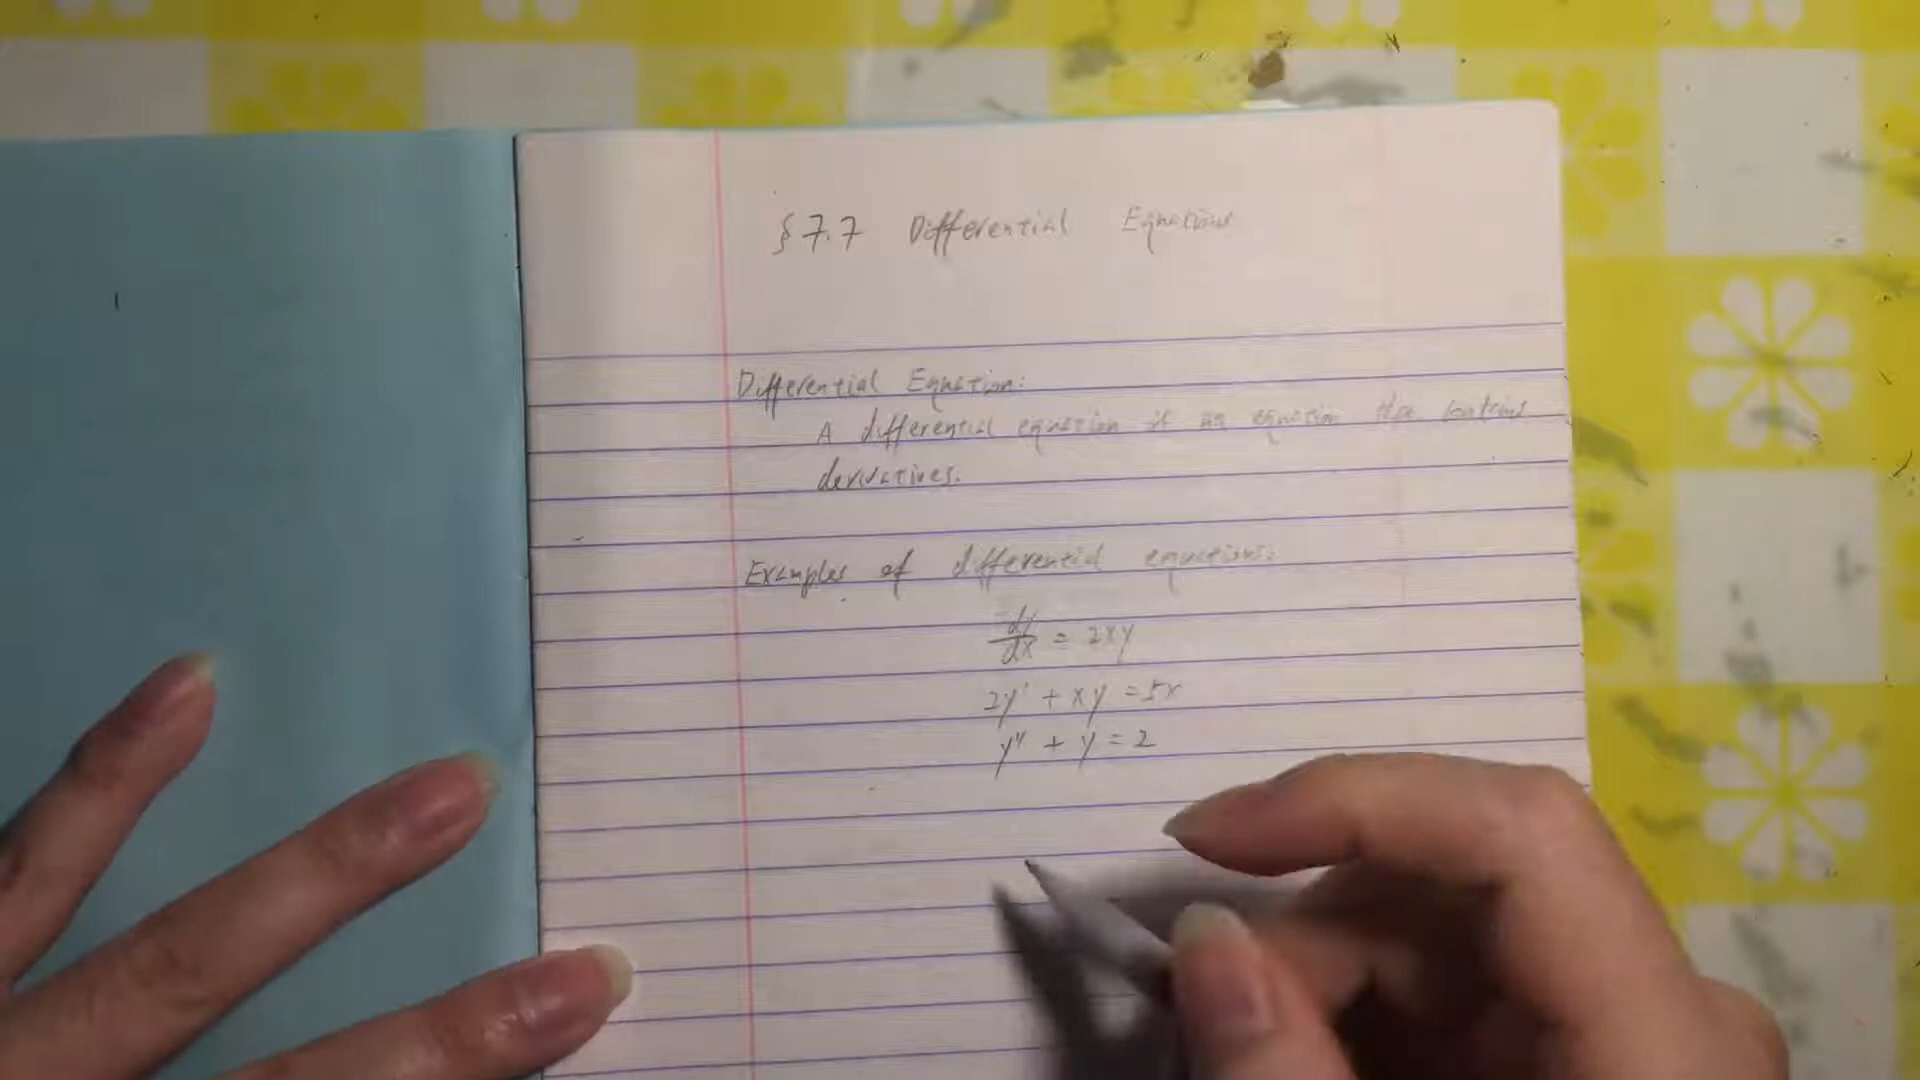 §7.7 Differential Equations
Differential Equation:
A differential equation is an equation that contains
derivatives.
Examples of differential equations:
dy/dx = 2xy
2y' + xy = 5x
y'' + y = 2